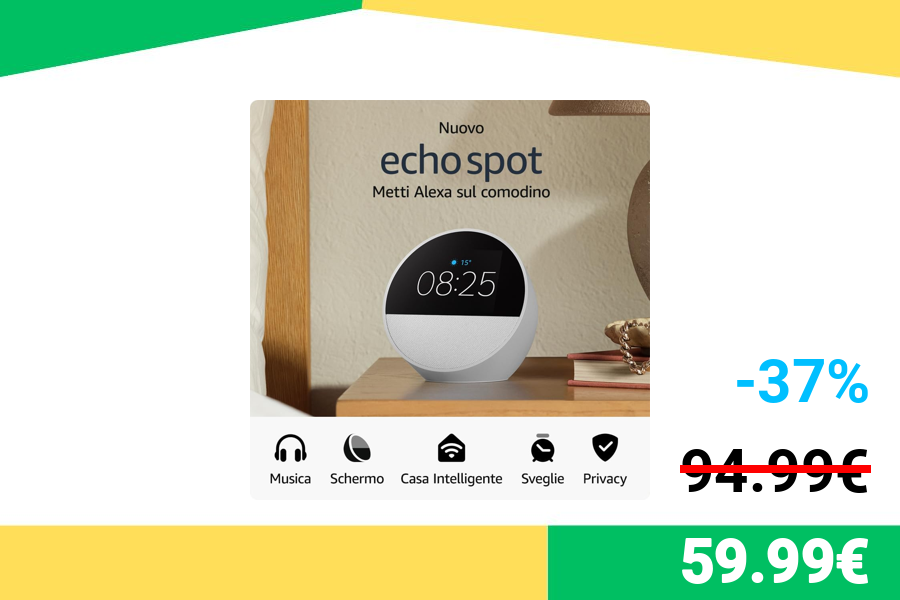 Nuovo
echo spot
Metti Alexa sul comodino
15°
08:25
Musica
Schermo
Casa Intelligente
Sveglie
Privacy
-37%
94.99€
59.99€